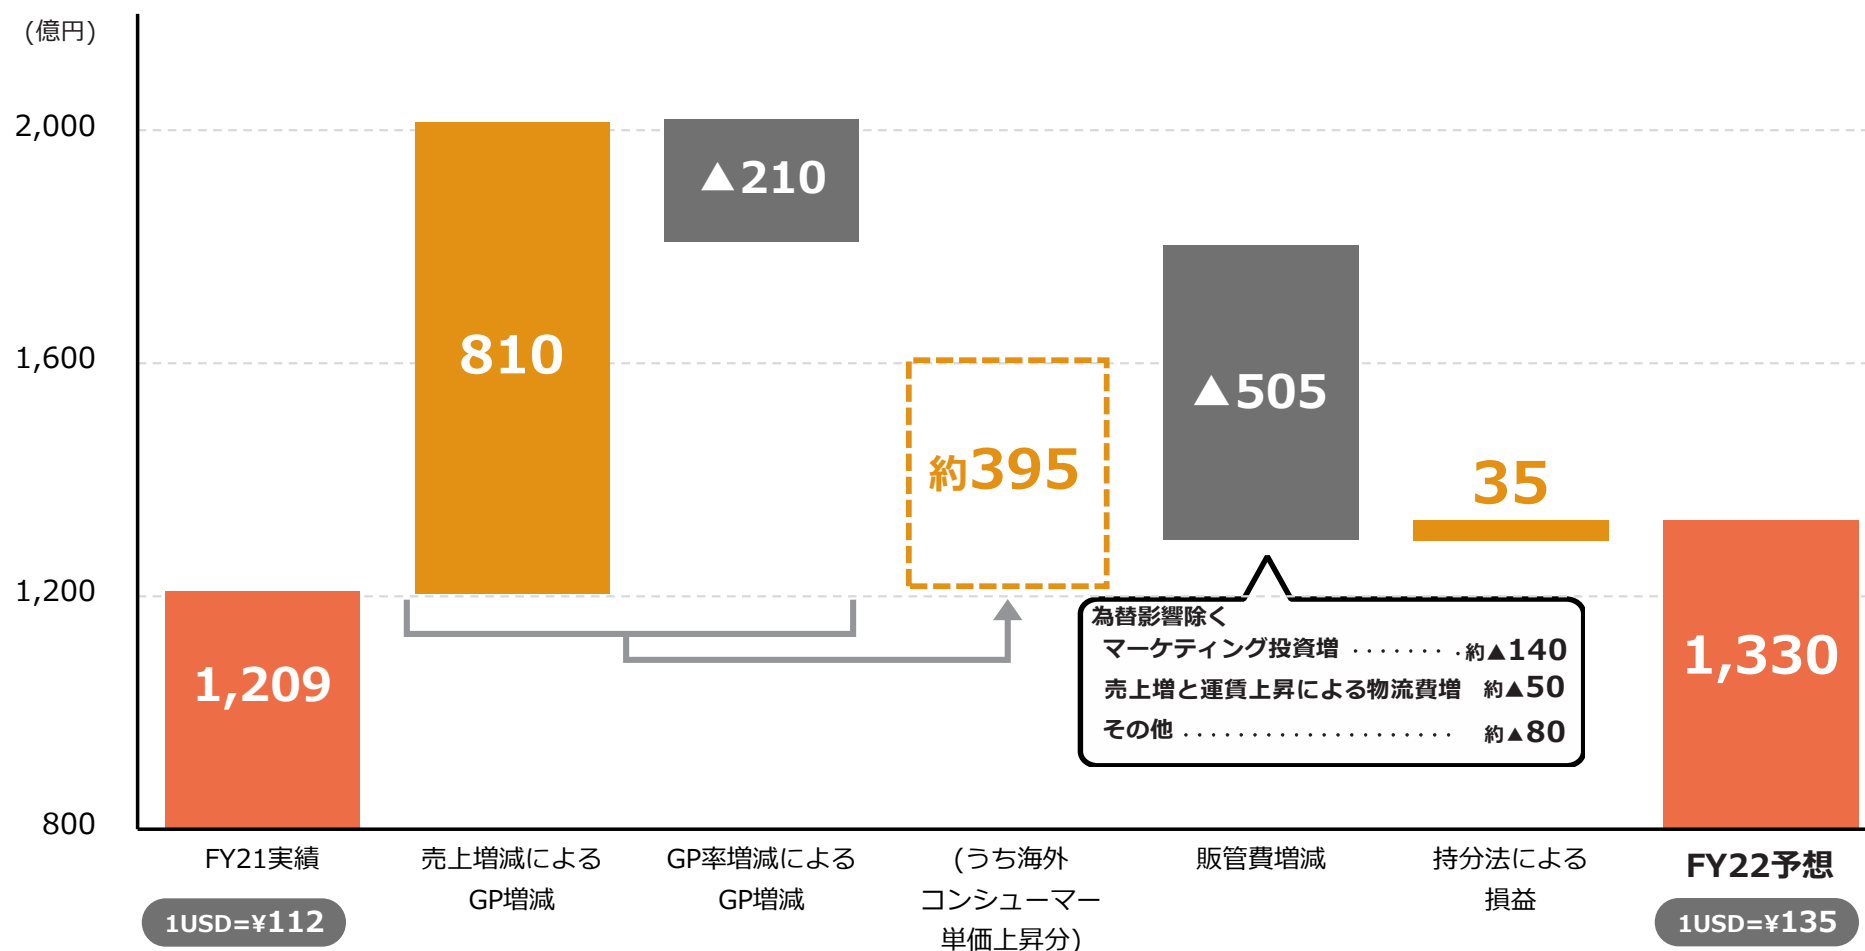 (億円)
2,000
1,600
1,200
800
1,209
810
▲210
約395
▲505
35
1,330
為替影響除く
マーケティング投資増 ........ 約▲140
売上増と運賃上昇による物流費増 約▲50
その他 .................... 約▲80
FY21実績
1USD=¥112
売上増減による
GP増減
GP率増減による
GP増減
(うち海外
コンシューマー
単価上昇分)
販管費増減
持分法による
損益
FY22予想
1USD=¥135